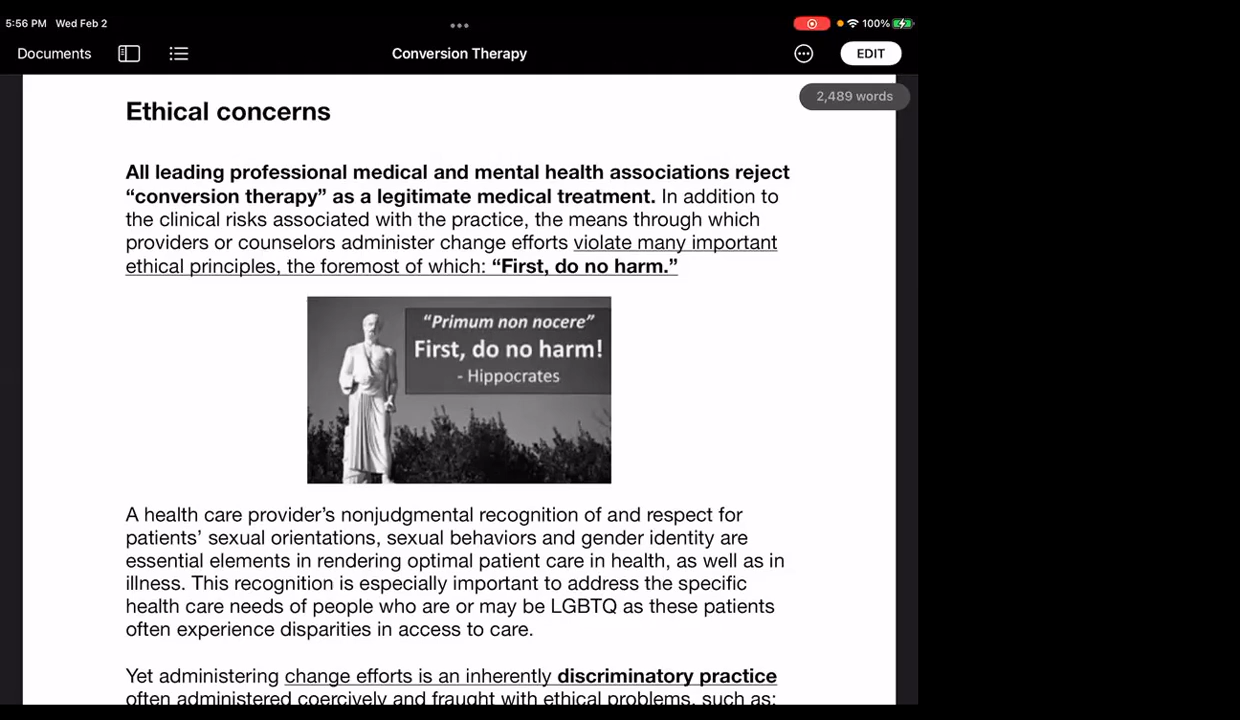 5:56 PM Wed Feb 2
100%
Documents
Conversion Therapy
EDIT
2,489 words
Ethical concerns
All leading professional medical and mental health associations reject
“conversion therapy” as a legitimate medical treatment. In addition to
the clinical risks associated with the practice, the means through which
providers or counselors administer change efforts violate many important
ethical principles, the foremost of which: “First, do no harm.”
“Primum non nocere”
First, do no harm!
- Hippocrates
A health care provider’s nonjudgmental recognition of and respect for
patients’ sexual orientations, sexual behaviors and gender identity are
essential elements in rendering optimal patient care in health, as well as in
illness. This recognition is especially important to address the specific
health care needs of people who are or may be LGBTQ as these patients
often experience disparities in access to care.
Yet administering change efforts is an inherently discriminatory practice
often administered coercively and fraught with ethical problems, such as: